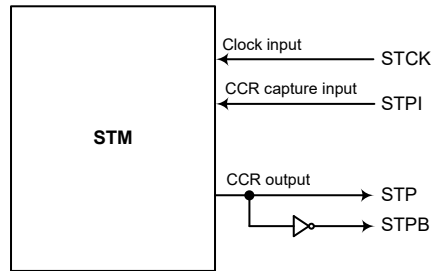 Clock input
STCK
CCR capture input
STPI
STM
CCR output
STP
STPB